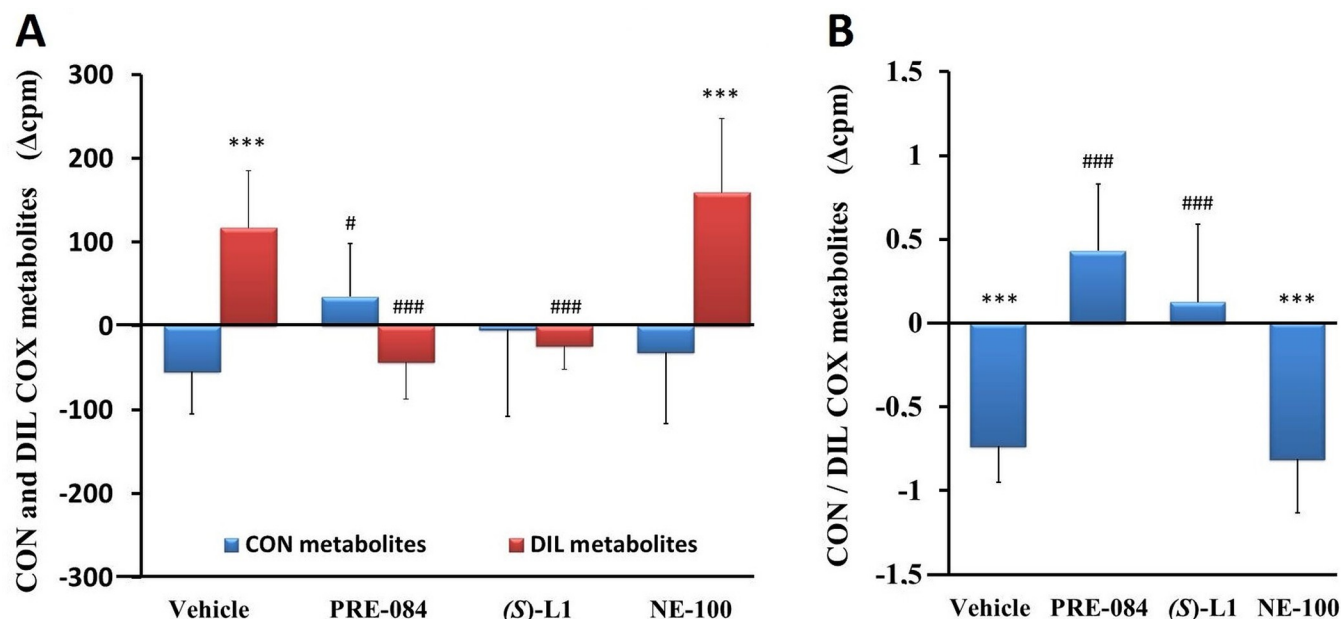 A
CON and DIL COX metabolites (Δcpm)
300
200
100
0
-100
-200
-300
***
#
###
###
***
CON metabolites
DIL metabolites
Vehicle PRE-084 (S)-L1 NE-100
B
CON / DIL COX metabolites (Δcpm)
1.5
1
0.5
0
-0.5
-1
-1.5
***
###
###
***
Vehicle PRE-084 (S)-L1 NE-100